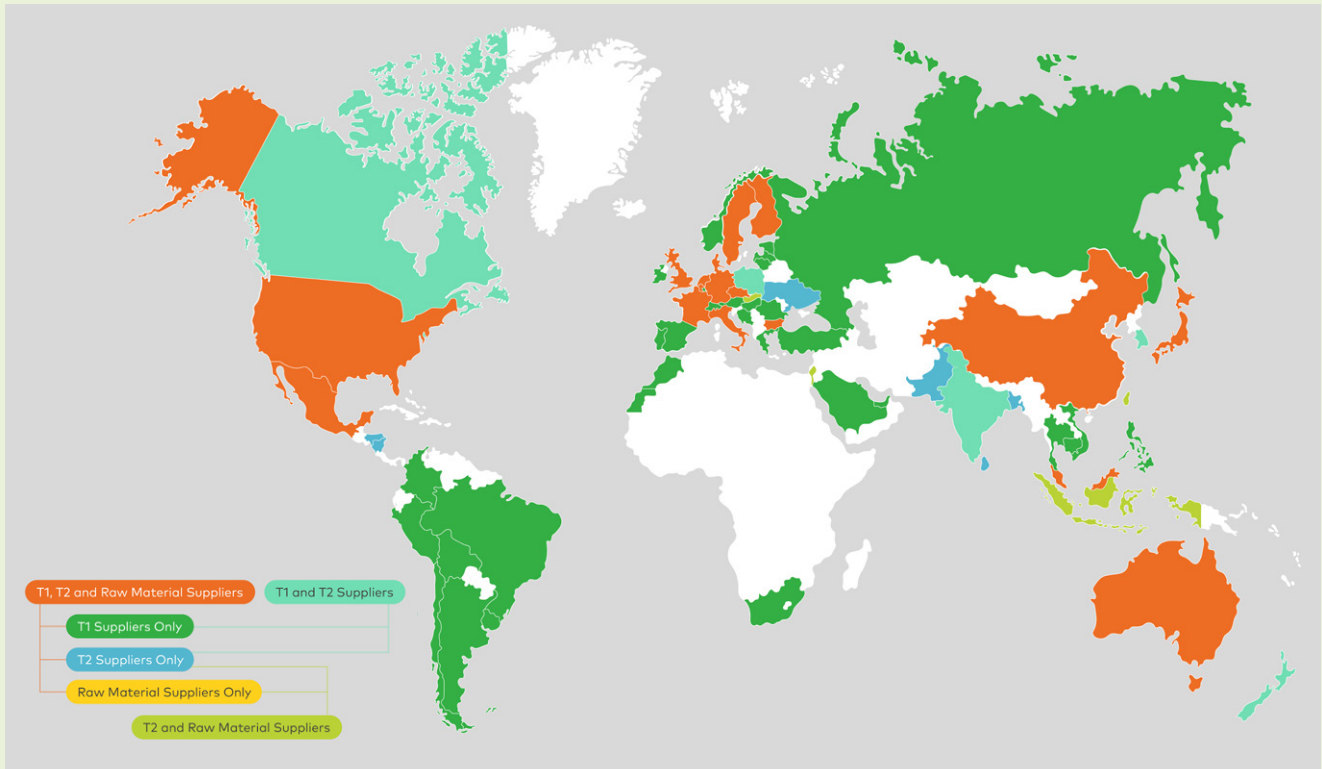 T1, T2 and Raw Material Suppliers
T1 and T2 Suppliers
T1 Suppliers Only
T2 Suppliers Only
Raw Material Suppliers Only
T2 and Raw Material Suppliers